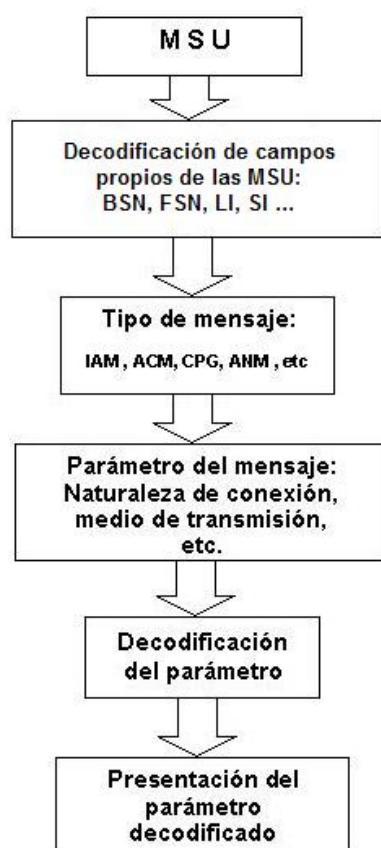 M S U
Decodificación de campos
propios de las MSU:
BSN, FSN, LI, SI ...
Tipo de mensaje:
IAM , ACM, CPG, ANM , etc
Parámetro del mensaje:
Naturaleza de conexión,
medio de transmisión,
etc.
Decodificación
del parámetro
Presentación del
parámetro
decodificado